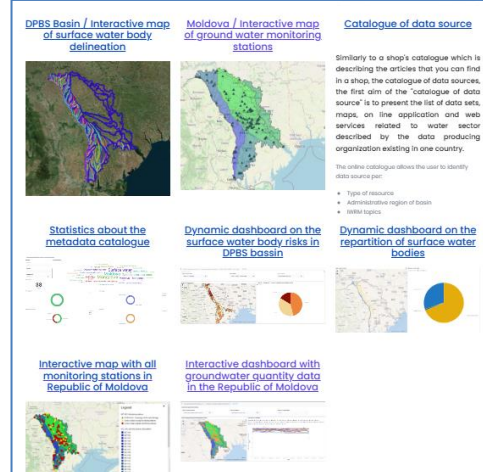 DPBS Basin / Interactive map
of surface water body
delineation
Moldova / Interactive map
of ground water monitoring
stations
Catalogue of data source
Similarly to a shop's catalogue which is
describing the articles that you can find
in a shop, the catalogue of data sources,
the first aim of the "catalogue of data
source" is to present the list of data sets,
maps, on line application and web
services related to water sector
described by the data producing
organization existing in one country.
The online catalogue allows the user to identify
data source per:
Type of resource
Administrative region of basin
IWRM topics
Statistics about the
metadata catalogue
Dynamic dashboard on the
surface water body risks in
DPBS bassin
Dynamic dashboard on the
repartition of surface water
bodies
Interactive map with all
monitoring stations in
Republic of Moldova
Interactive dashboard with
groundwater quantity data
in the Republic of Moldova